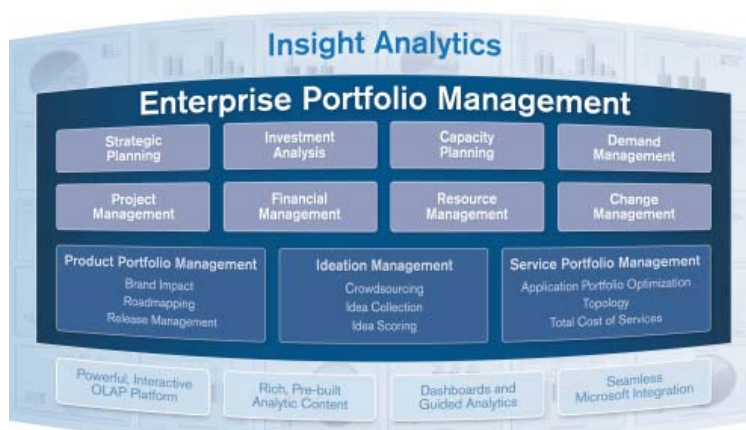 Insight Analytics
Enterprise Portfolio Management
Strategic
Planning
Investment
Analysis
Capacity
Planning
Demand
Management
Project
Management
Financial
Management
Resource
Management
Change
Management
Product Portfolio Management
Brand Impact
Roadmapping
Release Management
Ideation Management
Crowdsourcing
Idea Collection
Idea Scoring
Service Portfolio Management
Application Portfolio Optimization
Topology
Total Cost of Services
Powerful, Interactive
OLAP Platform
Rich, Pre-built
Analytic Content
Dashboards and
Guided Analytics
Seamless
Microsoft Integration